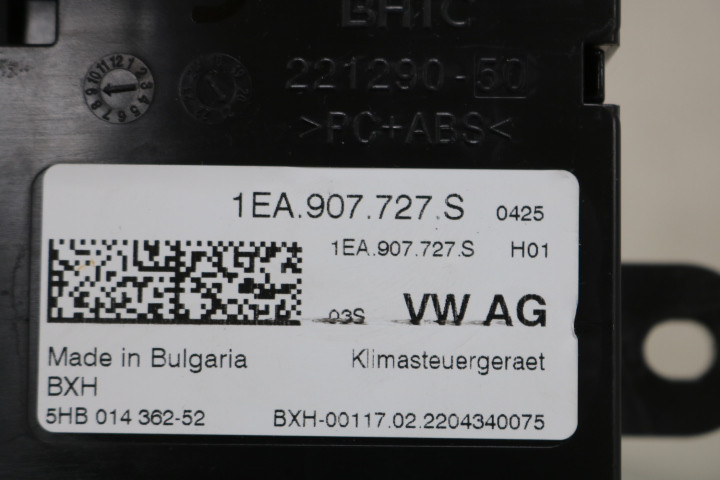 BHTC
221290-50
>PC+ABS<
1EA.907.727.S 0425
1EA.907.727.S H01
03S VW AG
Made in Bulgaria Klimasteuergeraet
BXH
5HB 014 362-52 BXH-00117.02.2204340075